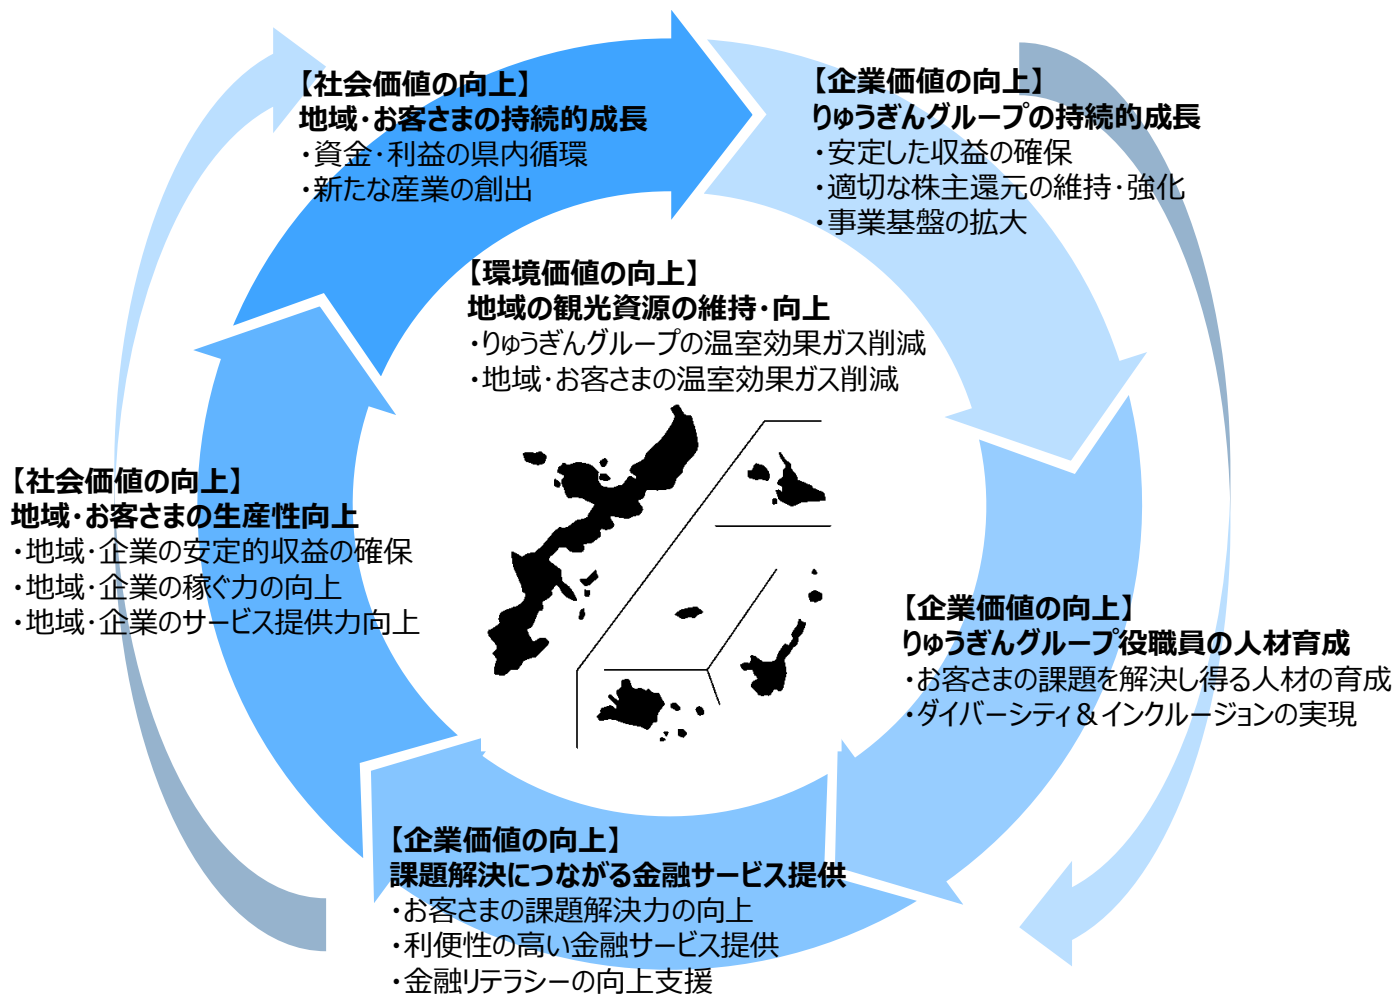 【社会価値の向上】
地域・お客さまの持続的成長
・資金・利益の県内循環
・新たな産業の創出
【企業価値の向上】
りゅうぎんグループの持続的成長
・安定した収益の確保
・適切な株主還元の維持・強化
・事業基盤の拡大
【環境価値の向上】
地域の観光資源の維持・向上
・りゅうぎんグループの温室効果ガス削減
・地域・お客さまの温室効果ガス削減
【社会価値の向上】
地域・お客さまの生産性向上
・地域・企業の安定的収益の確保
・地域・企業の稼ぐ力の向上
・地域・企業のサービス提供力向上
【企業価値の向上】
りゅうぎんグループ役職員の人材育成
・お客さまの課題を解決し得る人材の育成
・ダイバーシティ＆インクルージョンの実現
【企業価値の向上】
課題解決につながる金融サービス提供
・お客さまの課題解決力の向上
・利便性の高い金融サービス提供
・金融リテラシーの向上支援